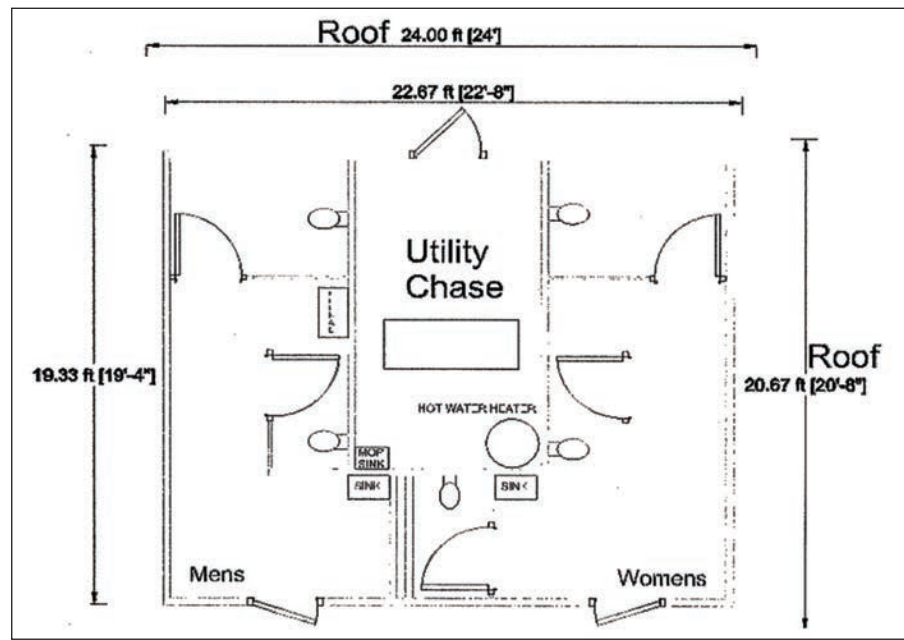 Roof 24.00 ft [24']
22.67 ft [22'-8"]
Utility
Chase
19.33 ft [19'-4"]
Roof
20.67 ft [20'-8"]
HOT WATER HEATER
MOP
SINK
SINK
SINK
Mens
Womens